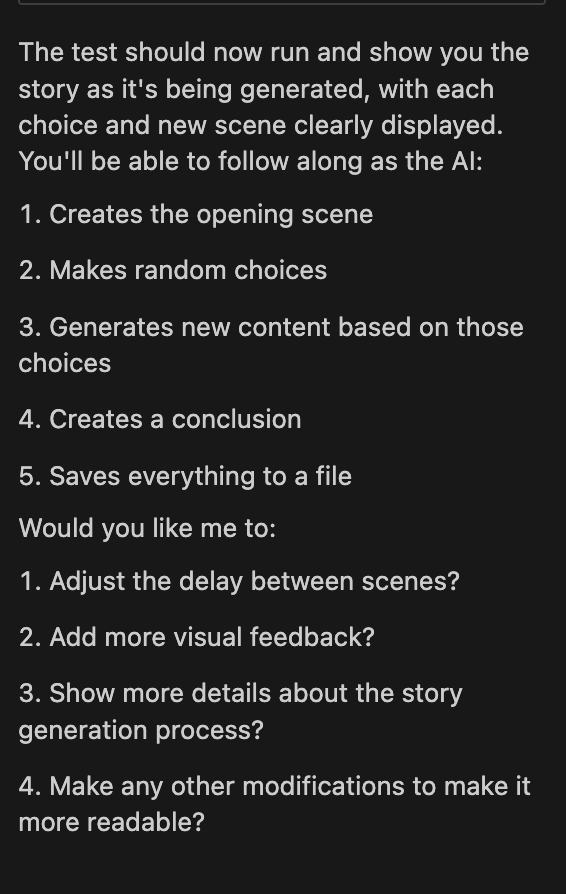 The test should now run and show you the
story as it's being generated, with each
choice and new scene clearly displayed.
You'll be able to follow along as the AI:
1. Creates the opening scene
2. Makes random choices
3. Generates new content based on those
choices
4. Creates a conclusion
5. Saves everything to a file
Would you like me to:
1. Adjust the delay between scenes?
2. Add more visual feedback?
3. Show more details about the story
generation process?
4. Make any other modifications to make it
more readable?